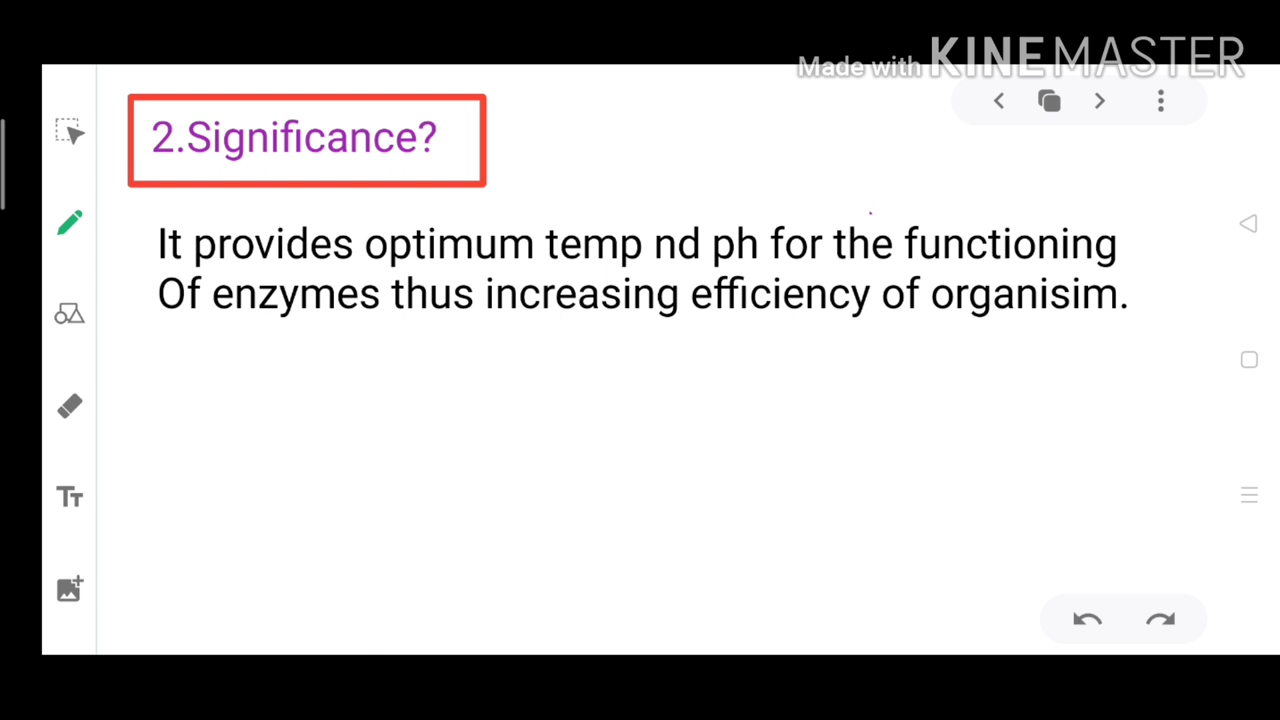 Made with KINEMASTER
2.Significance?
It provides optimum temp nd ph for the functioning
Of enzymes thus increasing efficiency of organisim.